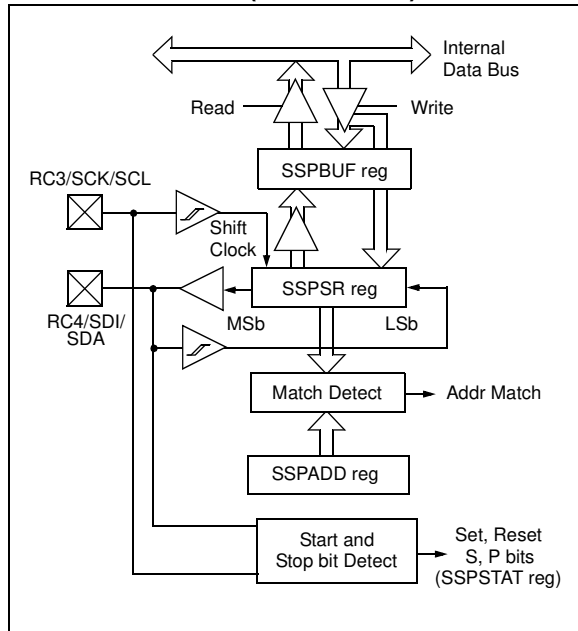 Internal
Data Bus
Read
Write
SSPBUF reg
RC3/SCK/SCL
Shift
Clock
SSPSR reg
MSb
LSb
RC4/SDI/
SDA
Match Detect
Addr Match
SSPADD reg
Start and
Stop bit Detect
Set, Reset
S, P bits
(SSPSTAT reg)